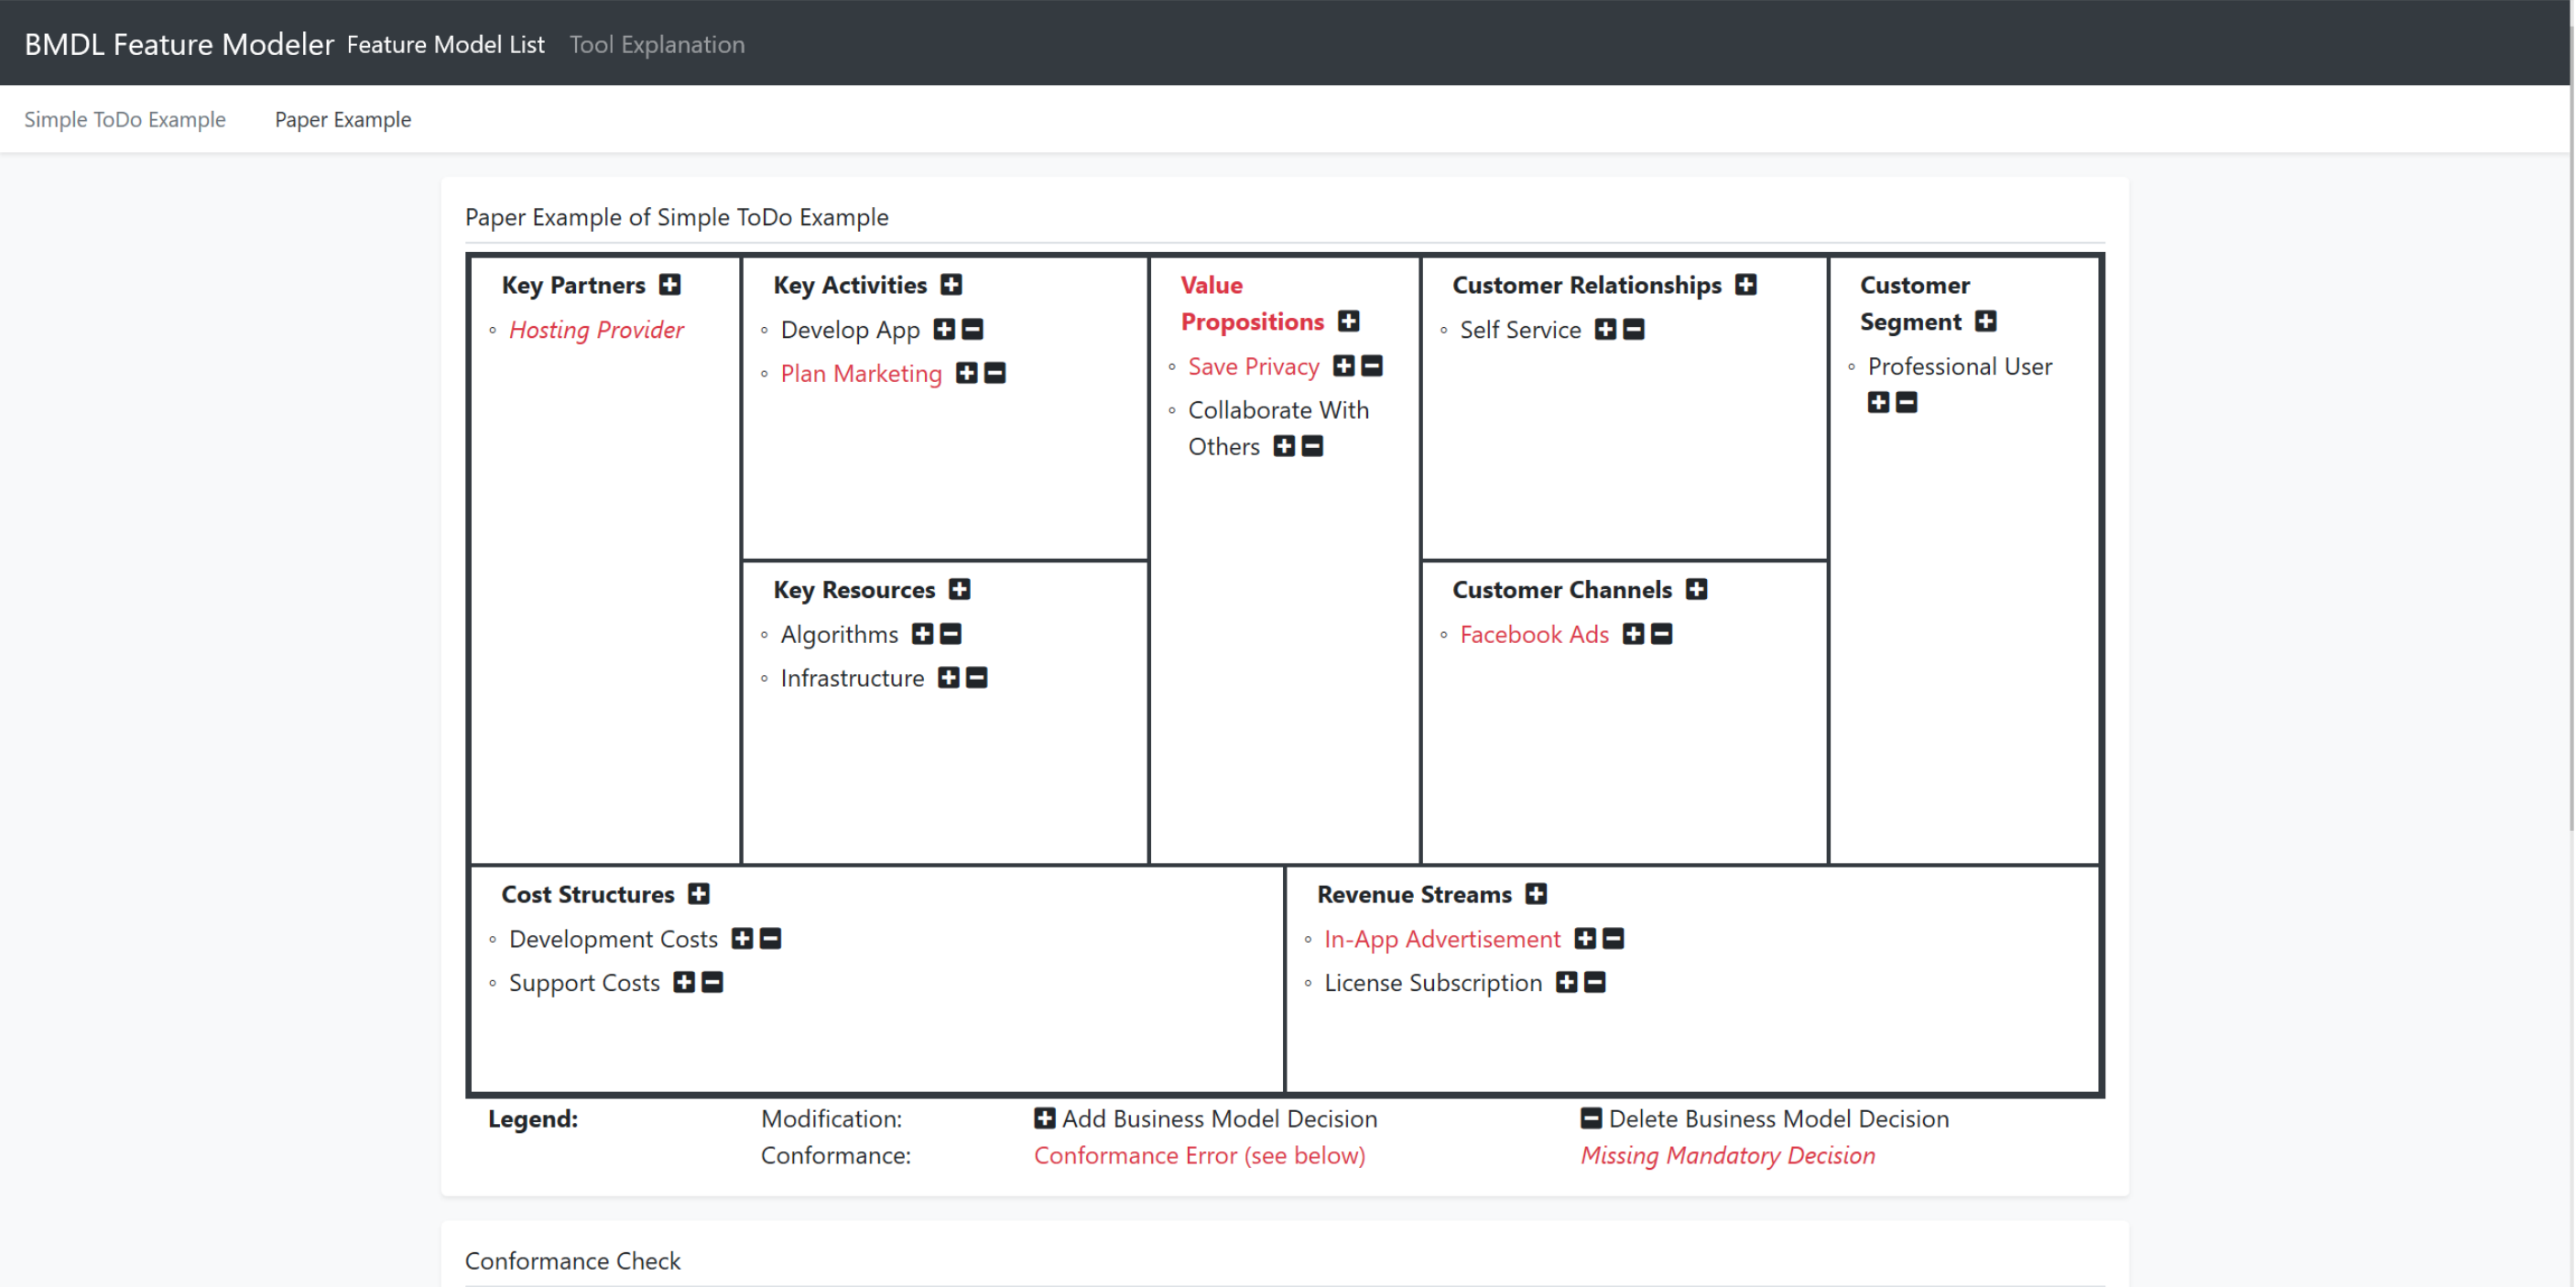 BMDL Feature Modeler Feature Model List Tool Explanation
Simple ToDo Example Paper Example
Paper Example of Simple ToDo Example
Key Partners
Hosting Provider
Key Activities
Develop App
Plan Marketing
Key Resources
Algorithms
Infrastructure
Value
Propositions
Save Privacy
Collaborate With
Others
Customer Relationships
Self Service
Customer Channels
Facebook Ads
Customer
Segment
Professional User
Cost Structures
Development Costs
Support Costs
Revenue Streams
In-App Advertisement
License Subscription
Legend: Modification: Add Business Model Decision Delete Business Model Decision
Conformance: Conformance Error (see below) Missing Mandatory Decision
Conformance Check